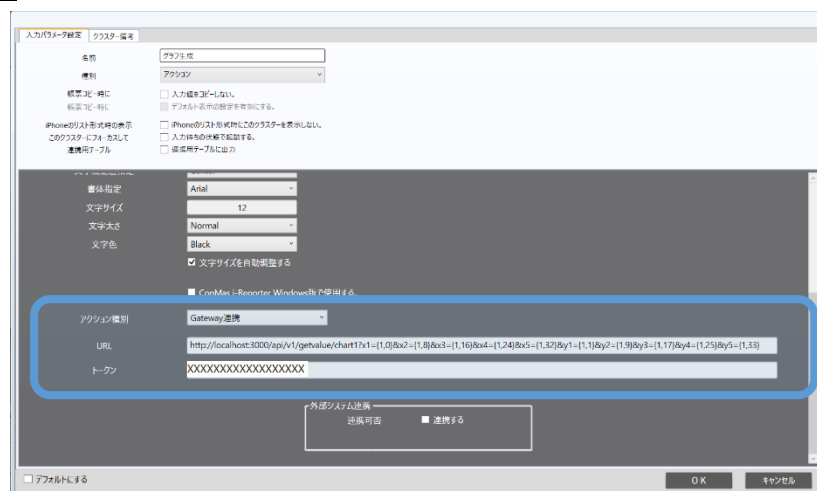 入力パラメータ設定 クラスター備考
名前 グラフ生成
種別 アクション
帳票コピー時に 入力値をコピーしない。
帳票コピー時に デフォルト表示の設定を有効にする。
iPhoneのリスト形式時の表示 iPhoneのリスト形式時にこのクラスターを表示しない。
このクラスターにフォーカスして 入力待ちの状態で起動する。
連携用テーブル 連携用テーブルに出力
書体指定 Arial
文字サイズ 12
文字太さ Normal
文字色 Black
文字サイズを自動調整する
ConMas i-Reporter Windows版で使用する。
アクション種別 Gateway連携
URL http://localhost:3000/api/v1/getvalue/chart1?x1={1,0}&x2={1,8}&x3={1,16}&x4={1,24}&x5={1,32}&y1={1,1}&y2={1,9}&y3={1,17}&y4={1,25}&y5={1,33}
トークン XXXXXXXXXXXXXXXXXX
外部システム連携
連携可否 連携する
デフォルトにする OK キャンセル